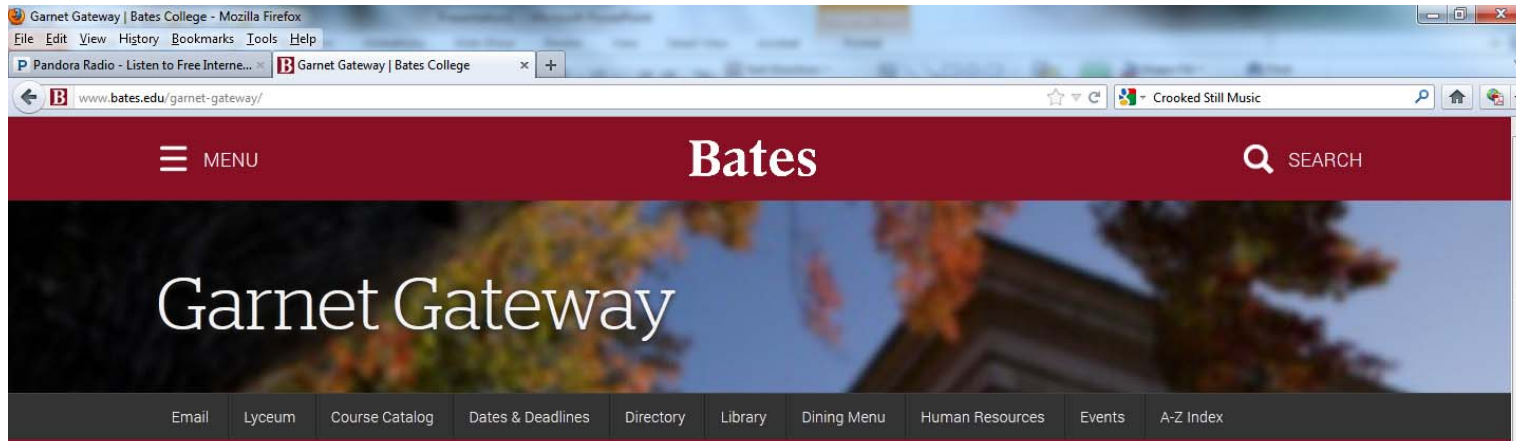 Garnet Gateway | Bates College - Mozilla Firefox
File Edit View History Bookmarks Tools Help
Pandora Radio - Listen to Free Interne... Garnet Gateway | Bates College
www.bates.edu/garnet-gateway/ Crooked Still Music
MENU Bates SEARCH
Garnet Gateway
Email Lyceum Course Catalog Dates & Deadlines Directory Library Dining Menu Human Resources Events A-Z Index